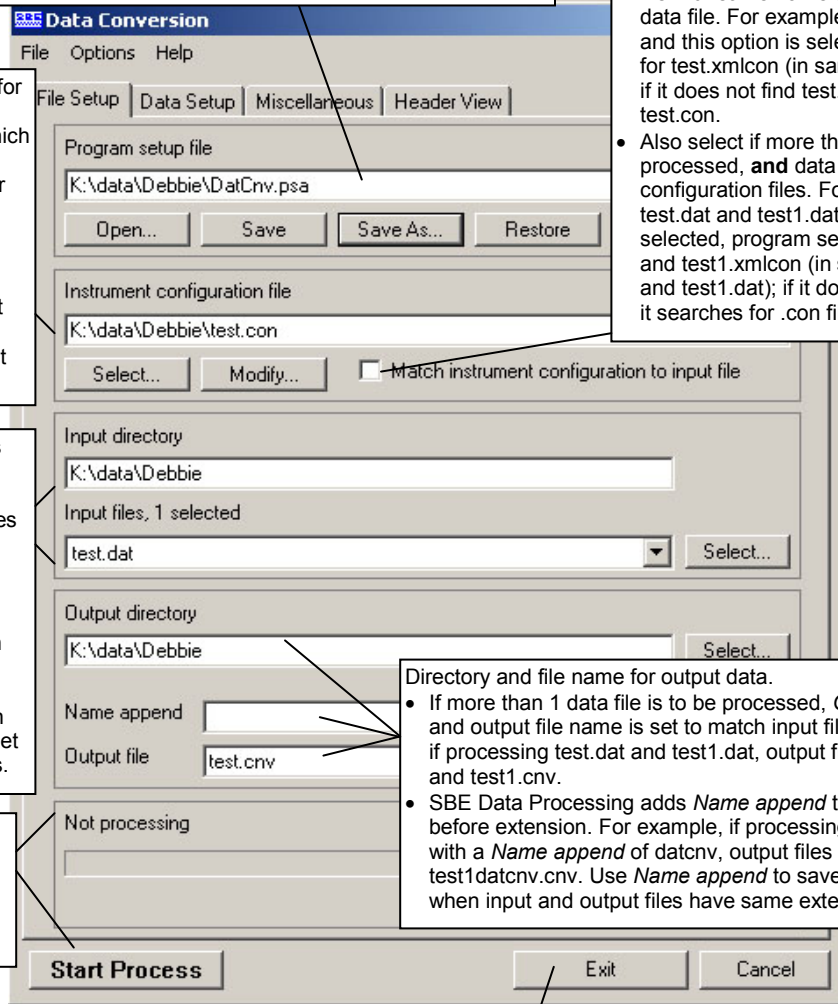 Data Conversion
File Options Help
File Setup Data Setup Miscellaneous Header View
Program setup file
K:\data\Debbie\DatCnv.psa
Open... Save Save As... Restore
Instrument configuration file
K:\data\Debbie\test.con
Select... Modify... Match instrument configuration to input file
Input directory
K:\data\Debbie
Input files, 1 selected
test.dat Select...
Output directory
K:\data\Debbie Select...
Name append
Output file test.cnv
Not processing
Start Process Exit Cancel
for
r
data file. For example
and this option is
for test.xmlcon (in
if it does not find test.
test.con.
• Also select if more
processed, and data
configuration files.
test.dat and test1.dat
selected, program
and test1.xmlcon (in
and test1.dat); if it
it searches for .con
Directory and file name for output data.
• If more than 1 data file is to be processed,
and output file name is set to match input
if processing test.dat and test1.dat, output
and test1.cnv.
• SBE Data Processing adds Name append
before extension. For example, if processing
with a Name append of datcnv, output files
test1datcnv.cnv. Use Name append to save
when input and output files have same